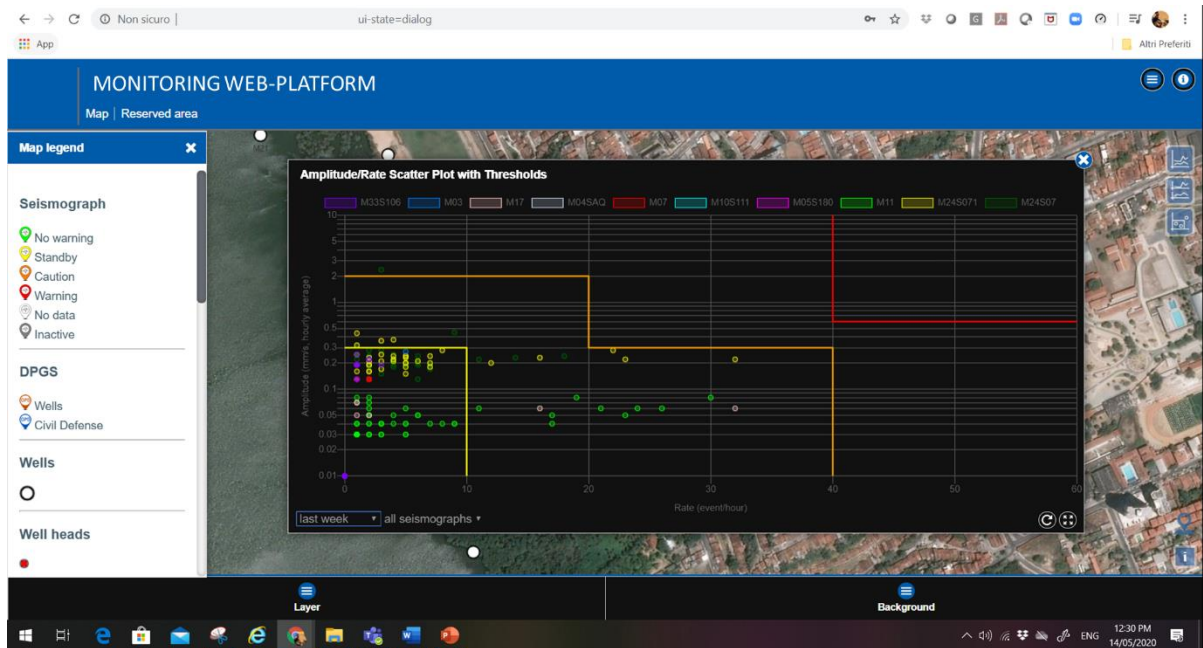 Non sicuro | ui-state=dialog
App
Altri Preferiti
MONITORING WEB-PLATFORM
Map | Reserved area
Map legend
Seismograph
No warning
Standby
Caution
Warning
No data
Inactive
DPGS
Wells
Civil Defense
Wells
Well heads
Amplitude/Rate Scatter Plot with Thresholds
M33S106 M03 M17 M04SAQ M07 M10S111 M05S180 M11 M24S071 M24S07
Amplitude (mm/s, hourly average)
10
5
3
2
1
0.5
0.3
0.2
0.1
0.05
0.03
0.02
0.01
0 10 20 30 40 50 60
Rate (event/hour)
last week all seismographs
Layer
Background
ENG
12:30 PM
14/05/2020